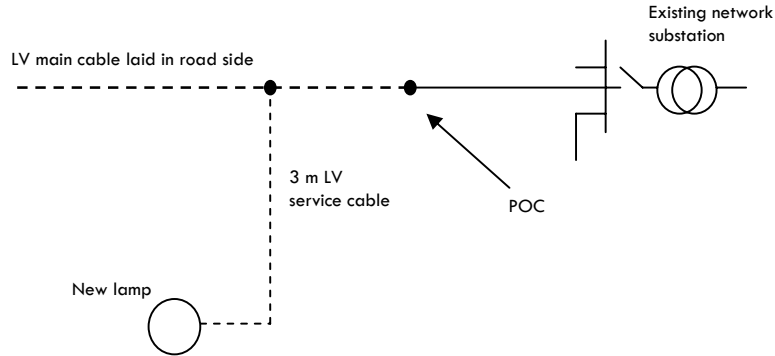 Existing network
substation
LV main cable laid in road side
3 m LV
service cable
POC
New lamp